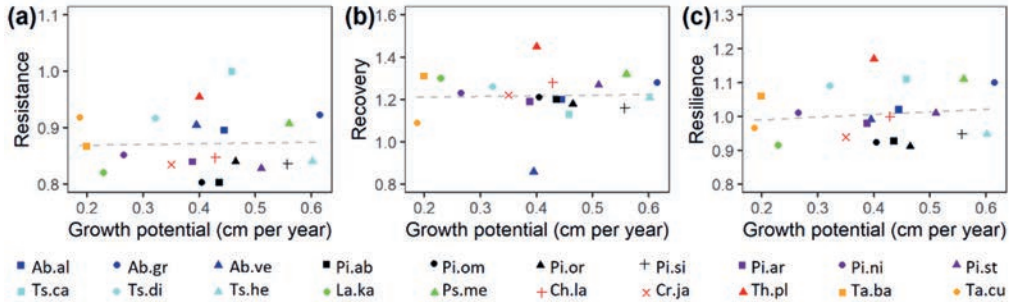 (a) (b) (c)
Resistance
1.1
1.0
0.9
0.8
0.2 0.3 0.4 0.5 0.6
Growth potential (cm per year)
Recovery
1.6
1.4
1.2
1.0
0.8
0.2 0.3 0.4 0.5 0.6
Growth potential (cm per year)
Resilience
1.3
1.2
1.1
1.0
0.9
0.8
0.2 0.3 0.4 0.5 0.6
Growth potential (cm per year)
Ab.al Ab.gr Ab.ve Pi.ab Pi.om Pi.or Pi.si Pi.ar Pi.ni Pi.st
Ts.ca Ts.di Ts.he La.ka Ps.me Ch.la Cr.ja Th.pl Ta.ba Ta.cu